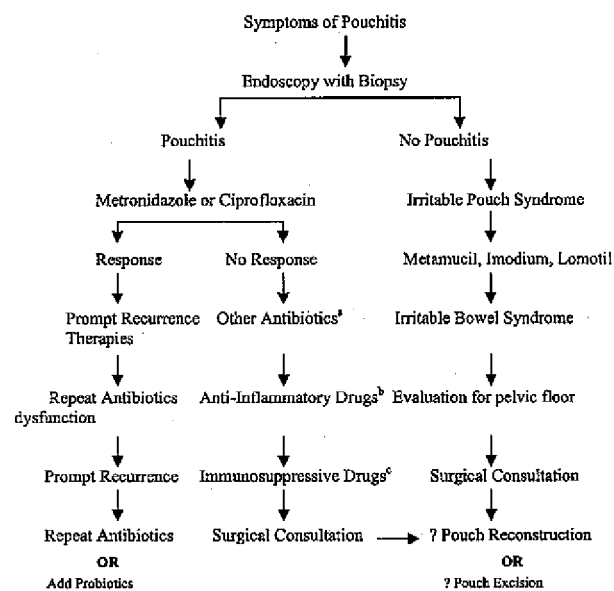 Symptoms of Pouchitis
Endoscopy with Biopsy
Pouchitis
No Pouchitis
Metronidazole or Ciprofloxacin
Irritable Pouch Syndrome
Response
No Response
Metamucil, Imodium, Lomotil
Prompt Recurrence
Therapies
Other Antibiotics^a
Irritable Bowel Syndrome
Repeat Antibiotics
dysfunction
Anti-Inflammatory Drugs^b
Evaluation for pelvic floor
Prompt Recurrence
Immunosuppressive Drugs^c
Surgical Consultation
Repeat Antibiotics
OR
Add Probiotics
Surgical Consultation
? Pouch Reconstruction
OR
? Pouch Excision